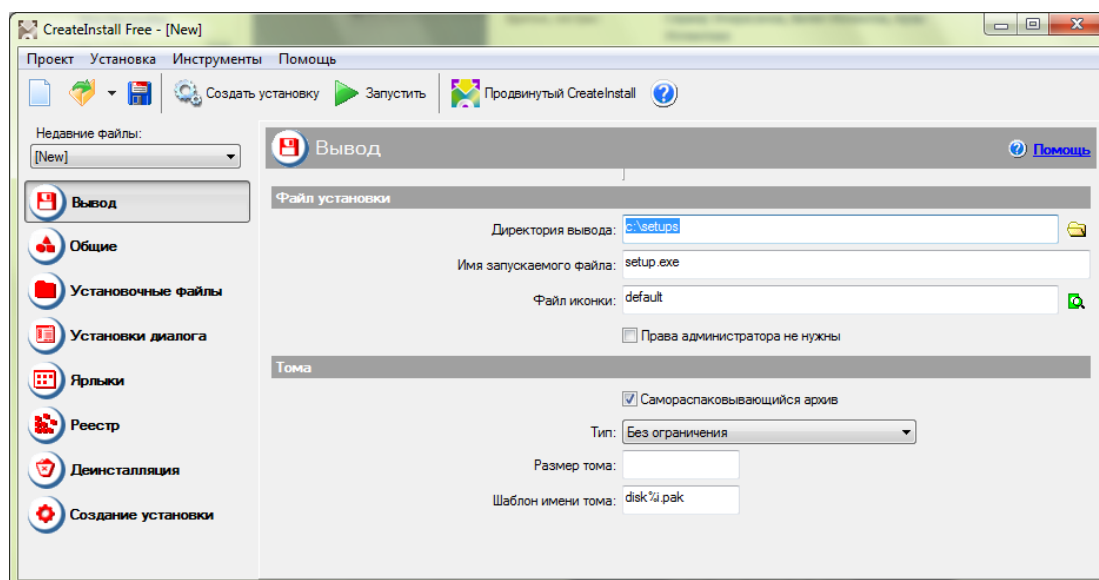 CreateInstall Free - [New]
Проект Установка Инструменты Помощь
Создать установку Запустить Продвинутый CreateInstall
Недавние файлы:
[New]
Вывод
Общие
Установочные файлы
Установки диалога
Ярлыки
Реестр
Деинсталляция
Создание установки
Вывод Помощь
Файл установки
Директория вывода: c:\setups
Имя запускаемого файла: setup.exe
Файл иконки: default
Права администратора не нужны
Тома
Самораспаковывающийся архив
Тип: Без ограничения
Размер тома:
Шаблон имени тома: disk%i.pak